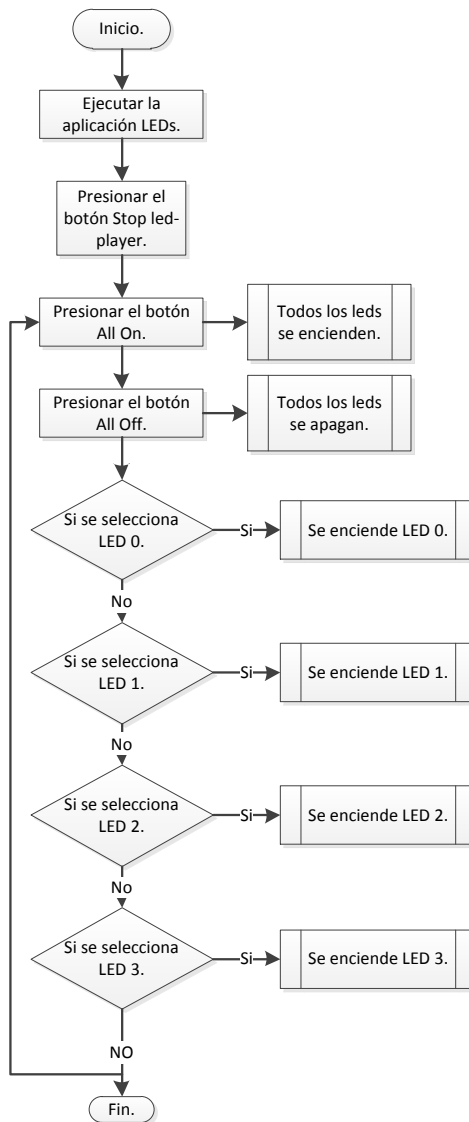 Inicio.
Ejecutar la
aplicación LEDs.
Presionar el
botón Stop led-
player.
Presionar el botón
All On.
Todos los leds
se encienden.
Presionar el botón
All Off.
Todos los leds
se apagan.
Si se selecciona
LED 0.
Si
Se enciende LED 0.
No
Si se selecciona
LED 1.
Si
Se enciende LED 1.
No
Si se selecciona
LED 2.
Si
Se enciende LED 2.
No
Si se selecciona
LED 3.
Si
Se enciende LED 3.
NO
Fin.